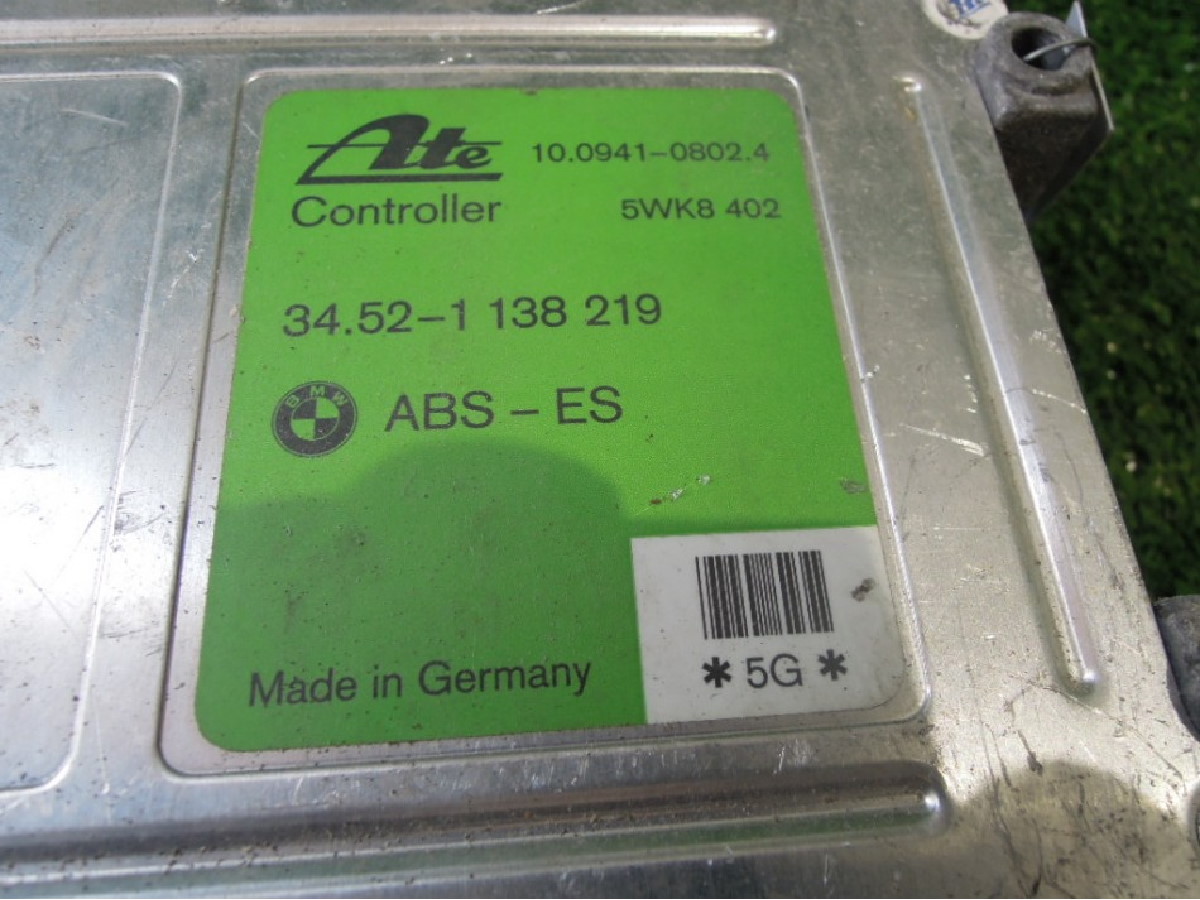 Ate 10.0941-0802.4
Controller 5WK8 402
34.52-1 138 219
BMW ABS - ES
Made in Germany
* 5G *